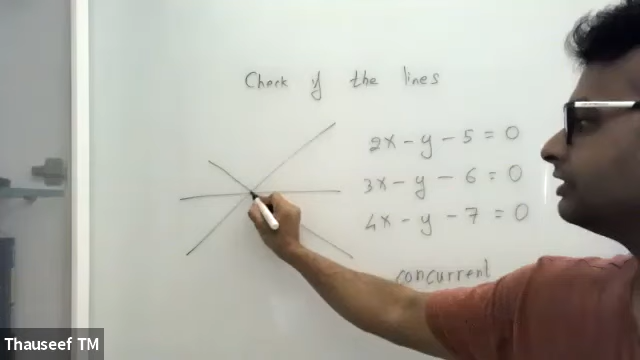 Check if the lines
2x - y - 5 = 0
3x - y - 6 = 0
4x - y - 7 = 0
concurrent
Thauseef TM